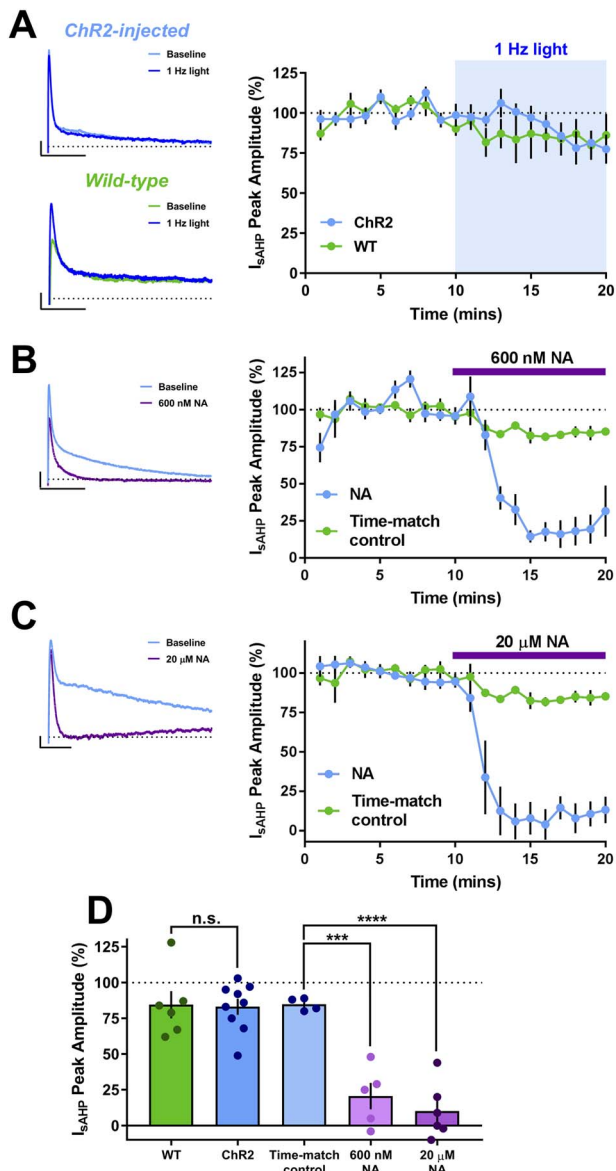 A
ChR2-injected
Baseline
1 Hz light
Wild-type
Baseline
1 Hz light
1 Hz light
125
100
75
50
25
0
IsAHP Peak Amplitude (%)
ChR2
WT
0 5 10 15 20
Time (mins)
B
Baseline
600 nM NA
600 nM NA
125
100
75
50
25
0
IsAHP Peak Amplitude (%)
NA
Time-match
control
0 5 10 15 20
Time (mins)
C
Baseline
20 μM NA
20 μM NA
125
100
75
50
25
0
IsAHP Peak Amplitude (%)
NA
Time-match
control
0 5 10 15 20
Time (mins)
D
n.s.
****
***
125
100
75
50
25
0
IsAHP Peak Amplitude (%)
WT ChR2 Time-match 600 nM 20 μM
control NA NA